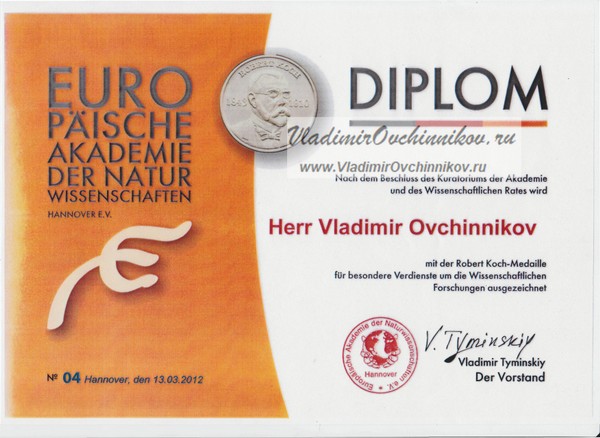 EURO
PÄISCHE
AKADEMIE
DER NATUR
WISSENSCHAFTEN
HANNOVER E.V.
ROBERT KOCH
1843 1910
DIPLOM
VladimirOvchinnikov.ru
www.VladimirOvchinnikov.ru
Nach dem Beschluss des Kuratoriums der Akademie
und des Wissenschaftlichen Rates wird
Herr Vladimir Ovchinnikov
mit der Robert Koch-Medaille
für besondere Verdienste um die Wissenschaftlichen
Forschungen ausgezeichnet
Europäische Akademie der Naturwissenschaften e.V.
Hannover
V. Tyminskiy
Vladimir Tyminskiy
Der Vorstand
№ 04 Hannover, den 13.03.2012